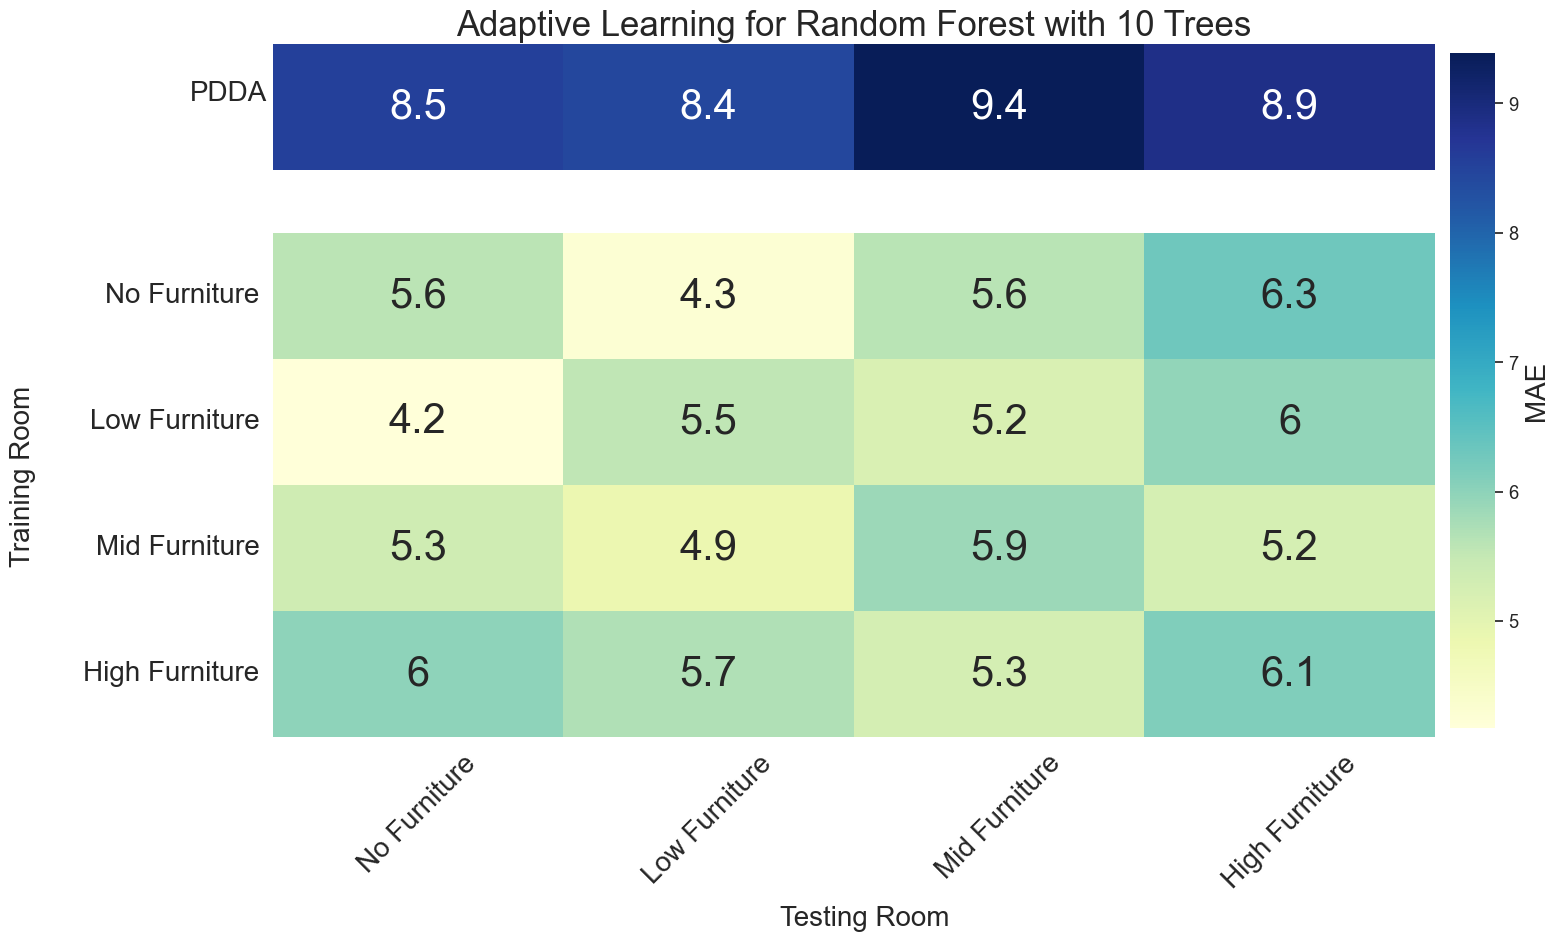 Adaptive Learning for Random Forest with 10 Trees
PDDA
8.5 8.4 9.4 8.9
No Furniture
5.6 4.3 5.6 6.3
Low Furniture
4.2 5.5 5.2 6
Mid Furniture
5.3 4.9 5.9 5.2
High Furniture
6 5.7 5.3 6.1
Training Room
No Furniture
Low Furniture
Mid Furniture
High Furniture
Testing Room
9
8
7
6
5
MAE